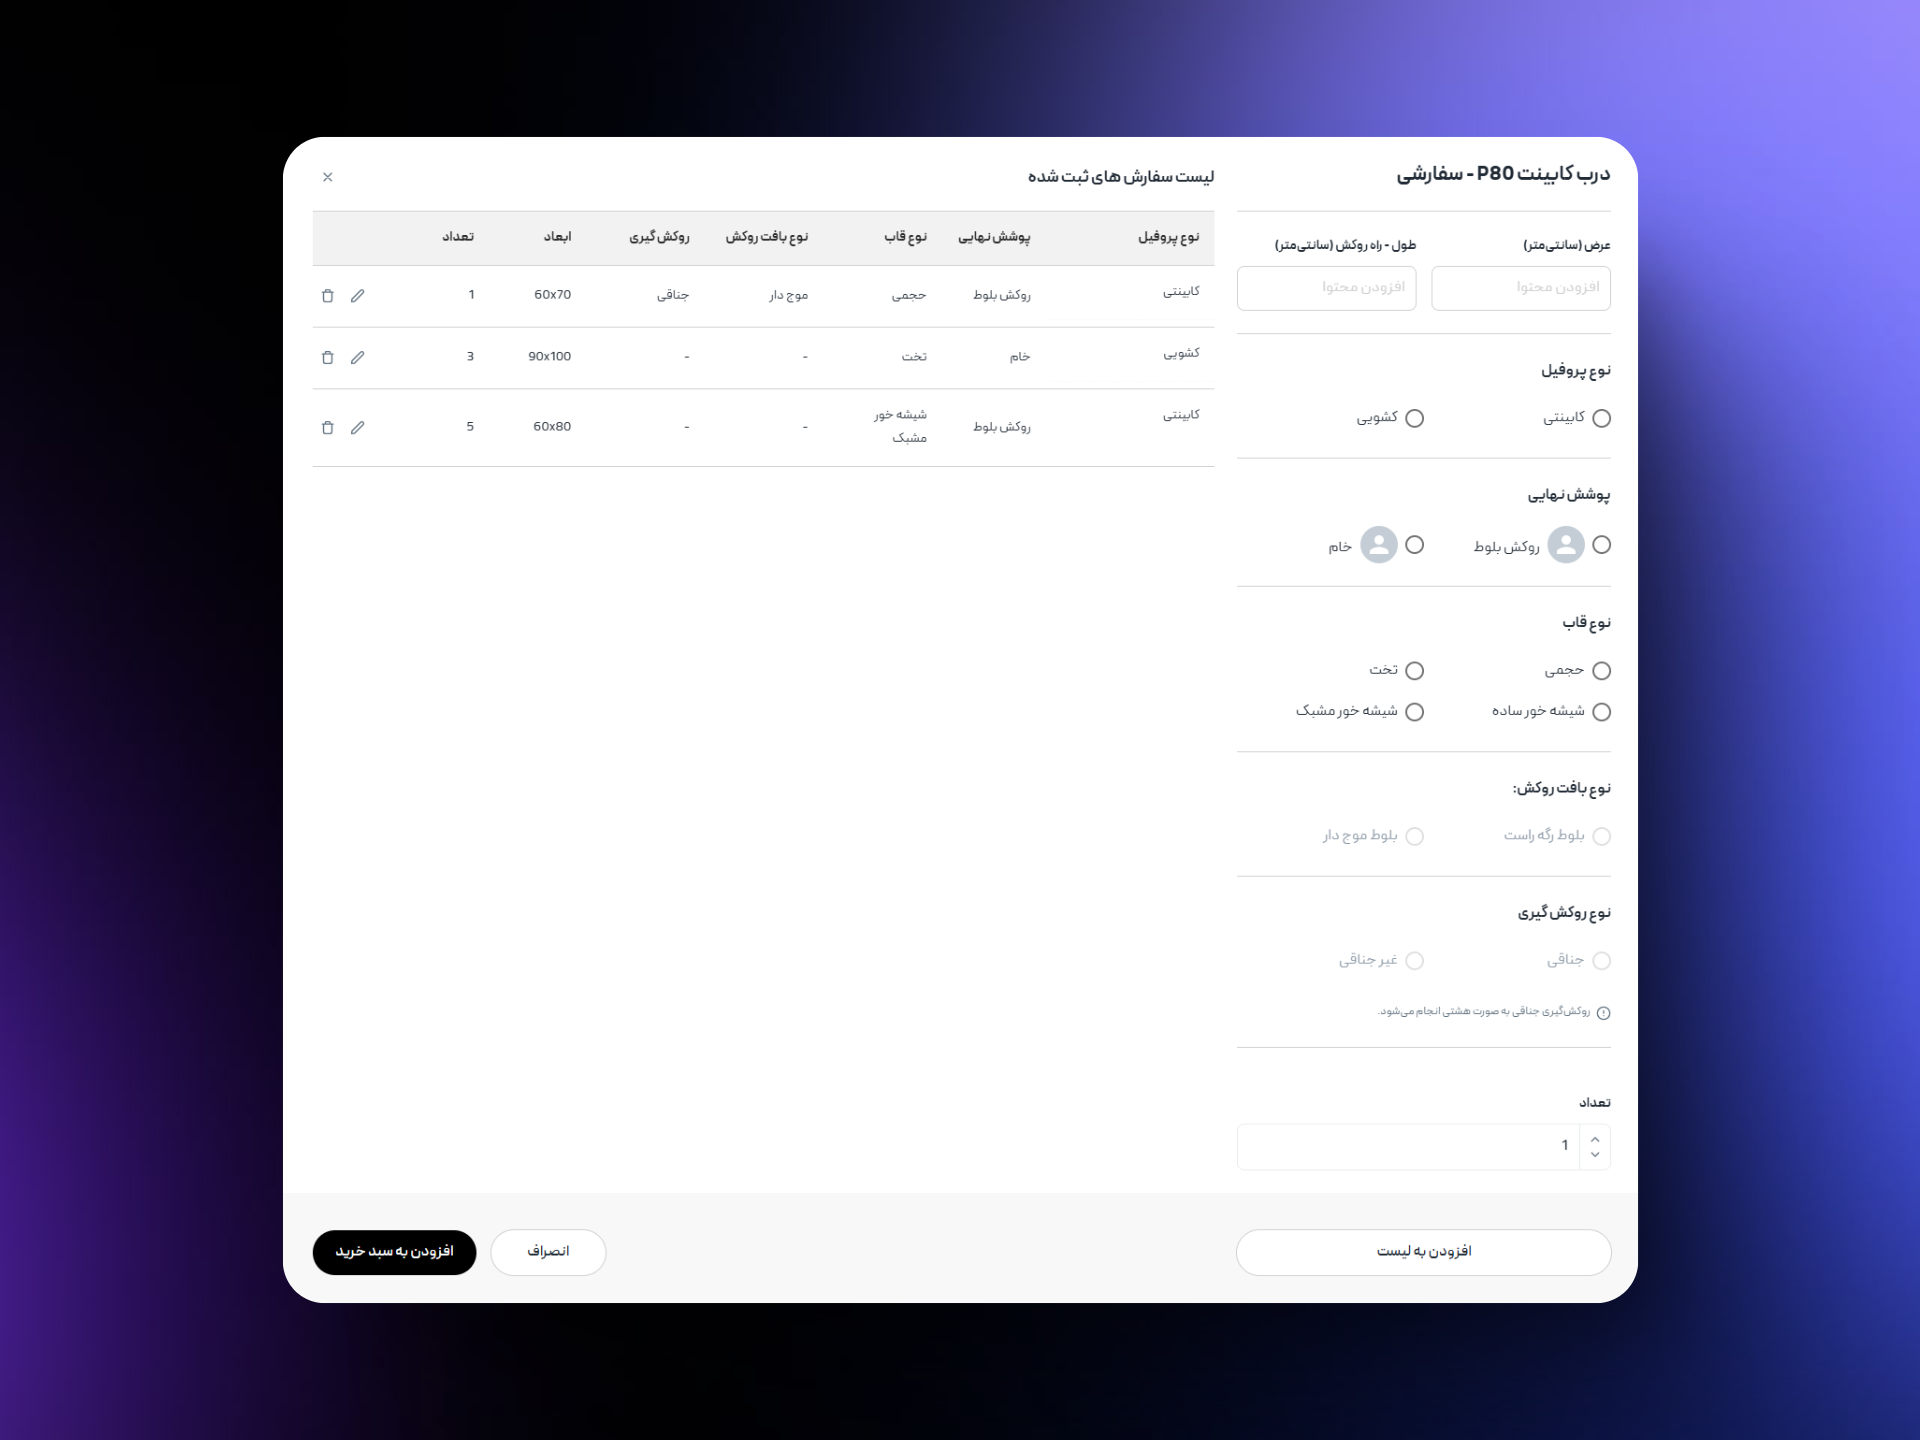 درب کابینت P80 - سفارشی
عرض (سانتی‌متر)
طول - راه روکش (سانتی‌متر)
افزودن محتوا
افزودن محتوا
نوع پروفیل
کابینتی
کشویی
پوشش نهایی
روکش بلوط
خام
نوع قاب
حجمی
تخت
شیشه خور ساده
شیشه خور مشبک
نوع بافت روکش:
بلوط رگه راست
بلوط موج دار
نوع روکش گیری
جناقی
غیر جناقی
روکش‌گیری جناقی به صورت هشتی انجام می‌شود.
تعداد
1
افزودن به لیست
لیست سفارش های ثبت شده
نوع پروفیل پوشش نهایی نوع قاب نوع بافت روکش روکش گیری ابعاد تعداد
کابینتی روکش بلوط حجمی موج دار جناقی 60x70 1
کشویی خام تخت - - 90x100 3
کابینتی روکش بلوط شیشه خور مشبک - - 60x80 5
انصراف
افزودن به سبد خرید